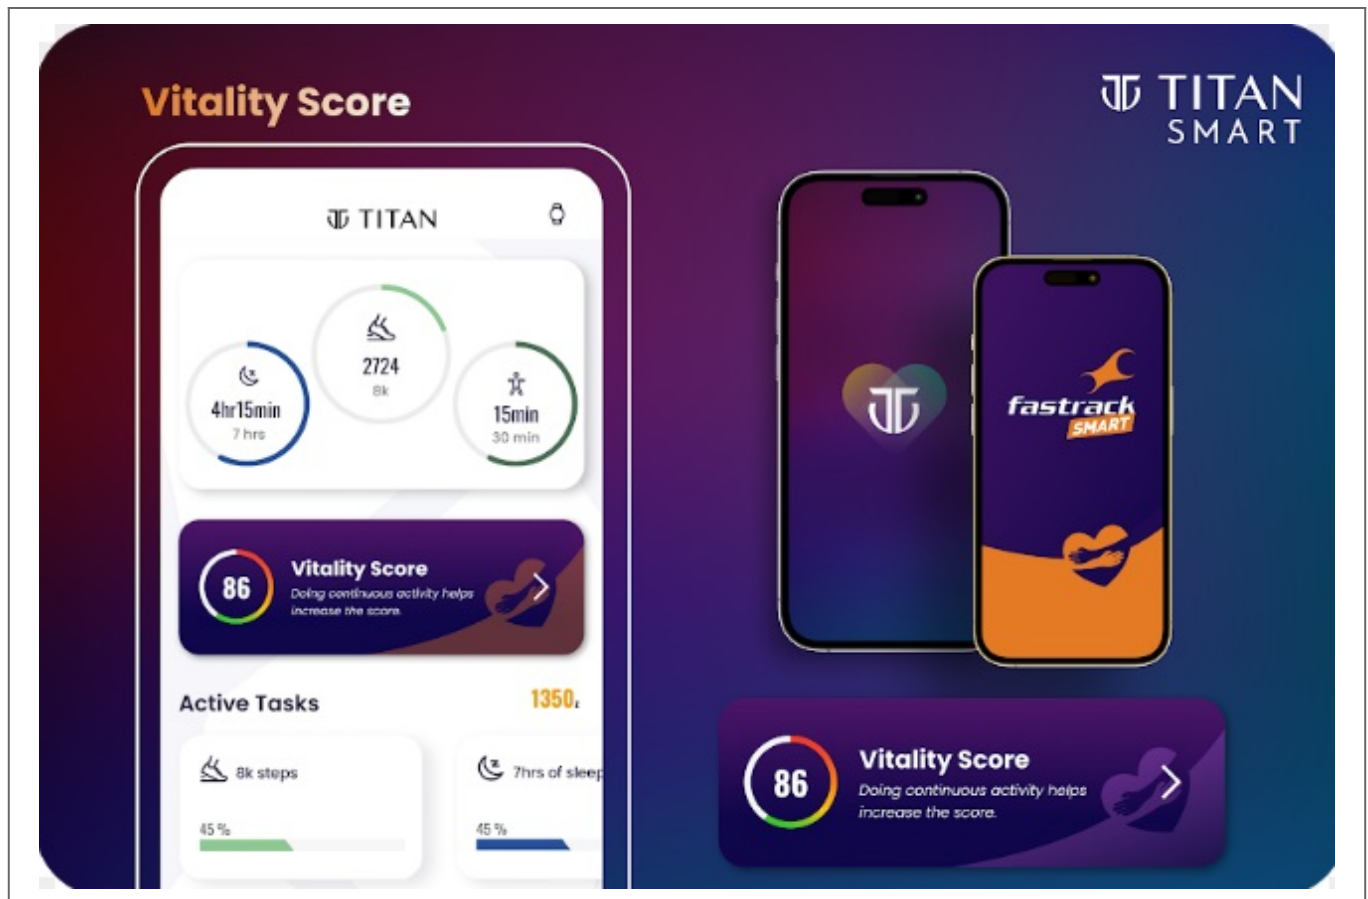 Vitality Score
TITAN
SMART
TITAN
2724
8k
4hr15min
7 hrs
15min
30 min
86
Vitality Score
Doing continuous activity helps
increase the score.
Active Tasks
1350
8k steps
45 %
7hrs of sleep
45 %
fastrack
SMART
86
Vitality Score
Doing continuous activity helps
increase the score.